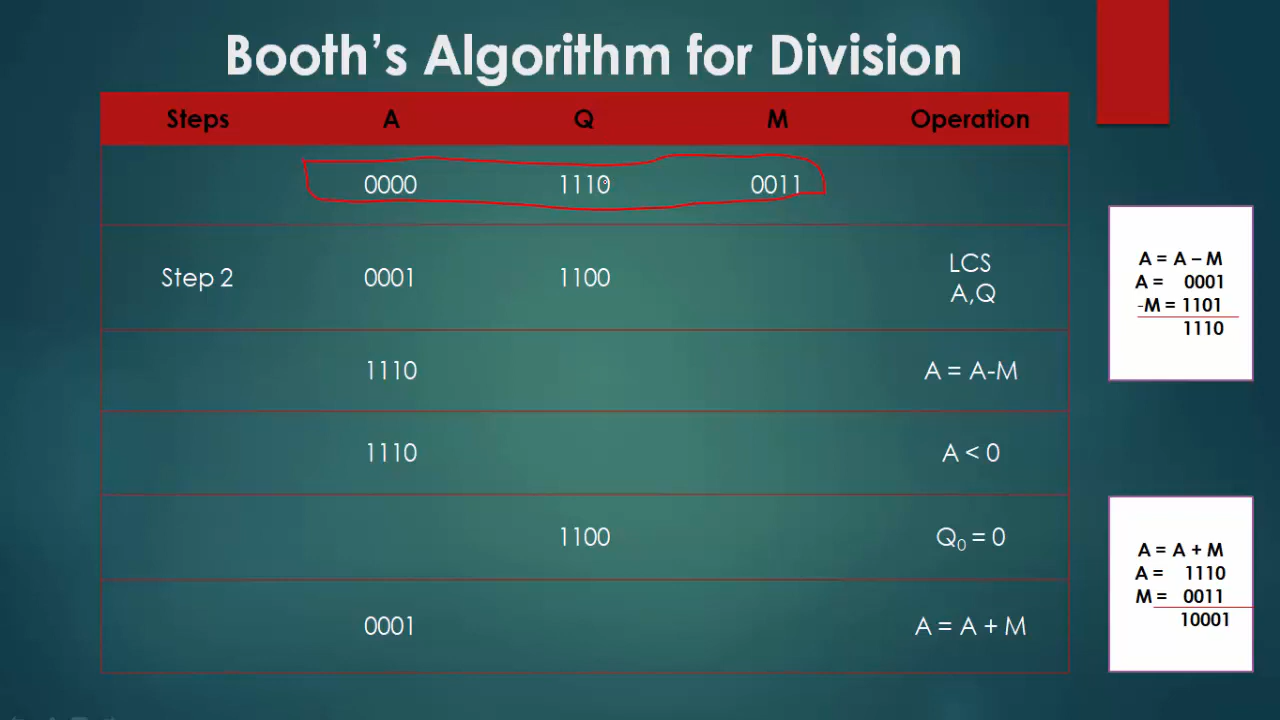 Booth’s Algorithm for Division
Steps A Q M Operation
0000 1110 0011
Step 2 0001 1100 LCS
A,Q
1110 A = A-M
1110 A < 0
1100 Q₀ = 0
0001 A = A + M
A = A – M
A = 0001
-M = 1101
1110
A = A + M
A = 1110
M = 0011
10001